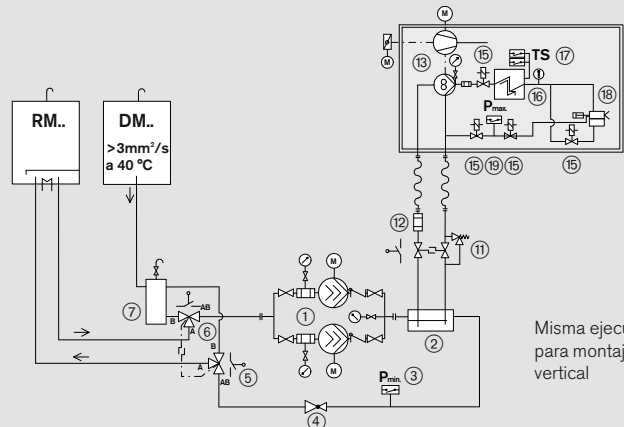 M
M
⑬
⑮
TS
⑰
⑧
⑯
⑱
Pmax.
⑮
⑲
⑮
⑮
RM..
DM..
>3mm²/s
a 40 °C
⑫
⑪
M
⑦
AB
B
A
⑥
①
②
B
A
AB
⑤
M
Pmin.
③
④
Misma ejecu
para montaj
vertical